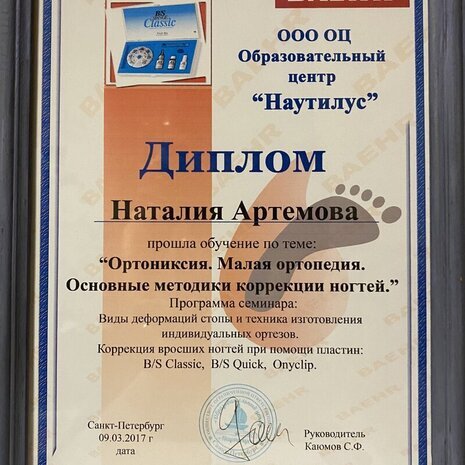 BAEHR
B/S
Classic
ООО ОЦ
Образовательный
центр
“Наутилус”
Диплом
Наталия Артемова
прошла обучение по теме:
“Ортониксия. Малая ортопедия.
Основные методики коррекции ногтей.”
Программа семинара:
Виды деформаций стопы и техника изготовления
индивидуальных ортезов.
Коррекция вросших ногтей при помощи пластин:
B/S Classic, B/S Quick, Onyclip.
Санкт-Петербург
09.03.2017 г
дата
Руководитель
Каюмов С.Ф.